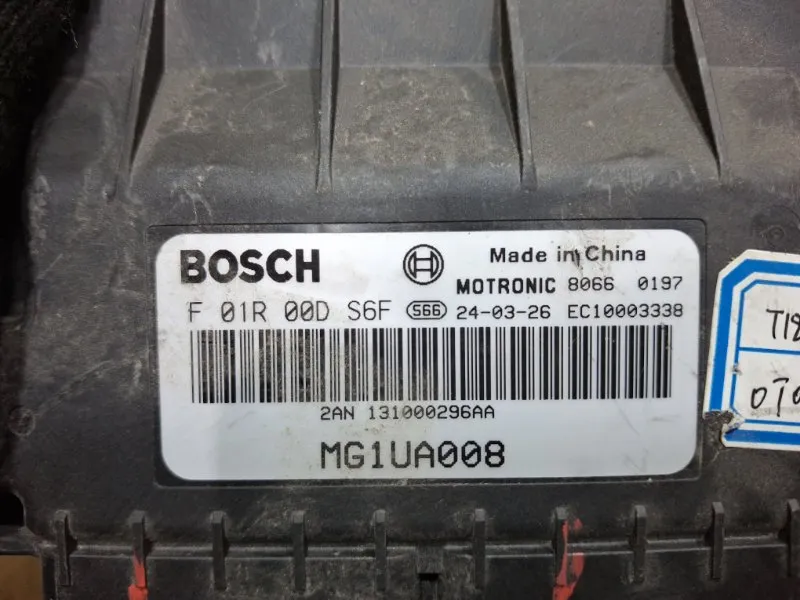 BOSCH
Made in China
MOTRONIC 8066 0197
F 01R 00D S6F S66 24-03-26 EC10003338
2AN 131000296AA
MG1UA008